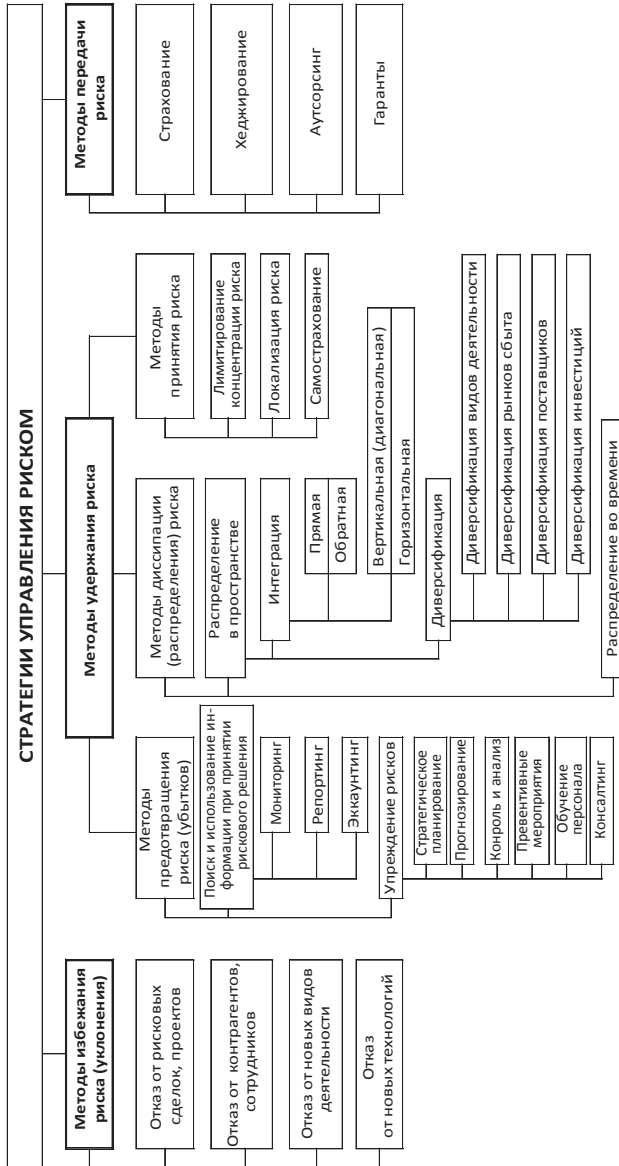 СТРАТЕГИИ УПРАВЛЕНИЯ РИСКОМ
Методы избежания
риска (уклонения)
Отказ от рисковых
сделок, проектов
Отказ от контрагентов,
сотрудников
Отказ от новых видов
деятельности
Отказ
от новых технологий
Методы удержания риска
Методы
предотвращения
риска (убытков)
Поиск и использование ин-
формации при принятии
рискового решения
Мониторинг
Репортинг
Эккаунтинг
Упреждение рисков
Стратегическое
планирование
Прогнозирование
Конроль и анализ
Превентивные
мероприятия
Обучение
персонала
Консалтинг
Методы диссипации
(распределения) риска
Распределение
в пространстве
Интеграция
Прямая
Обратная
Вертикальная (диагональная)
Горизонтальная
Диверсификация
Диверсификация видов деятельности
Диверсификация рынков сбыта
Диверсификация поставщиков
Диверсификация инвестиций
Распределение во времени
Методы
принятия риска
Лимитирование
концентрации риска
Локализация риска
Самострахование
Методы передачи
риска
Страхование
Хеджирование
Аутсорсинг
Гаранты